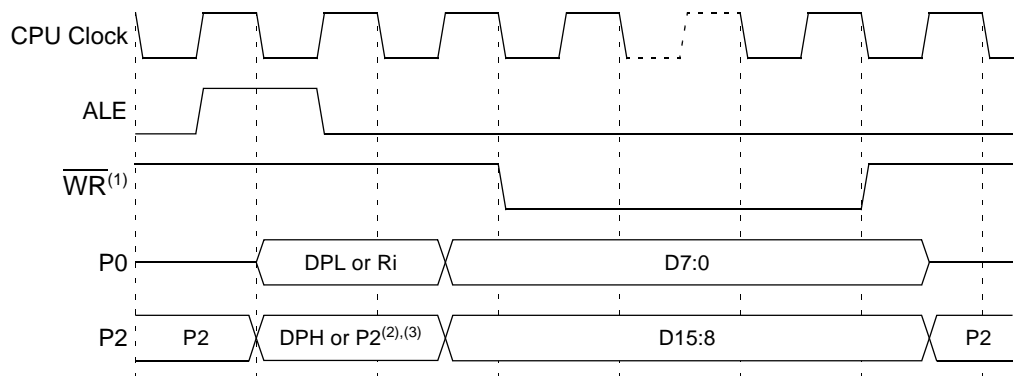 CPU Clock
ALE
WR(1)
P0 DPL or Ri D7:0
P2 P2 DPH or P2(2),(3) D15:8 P2